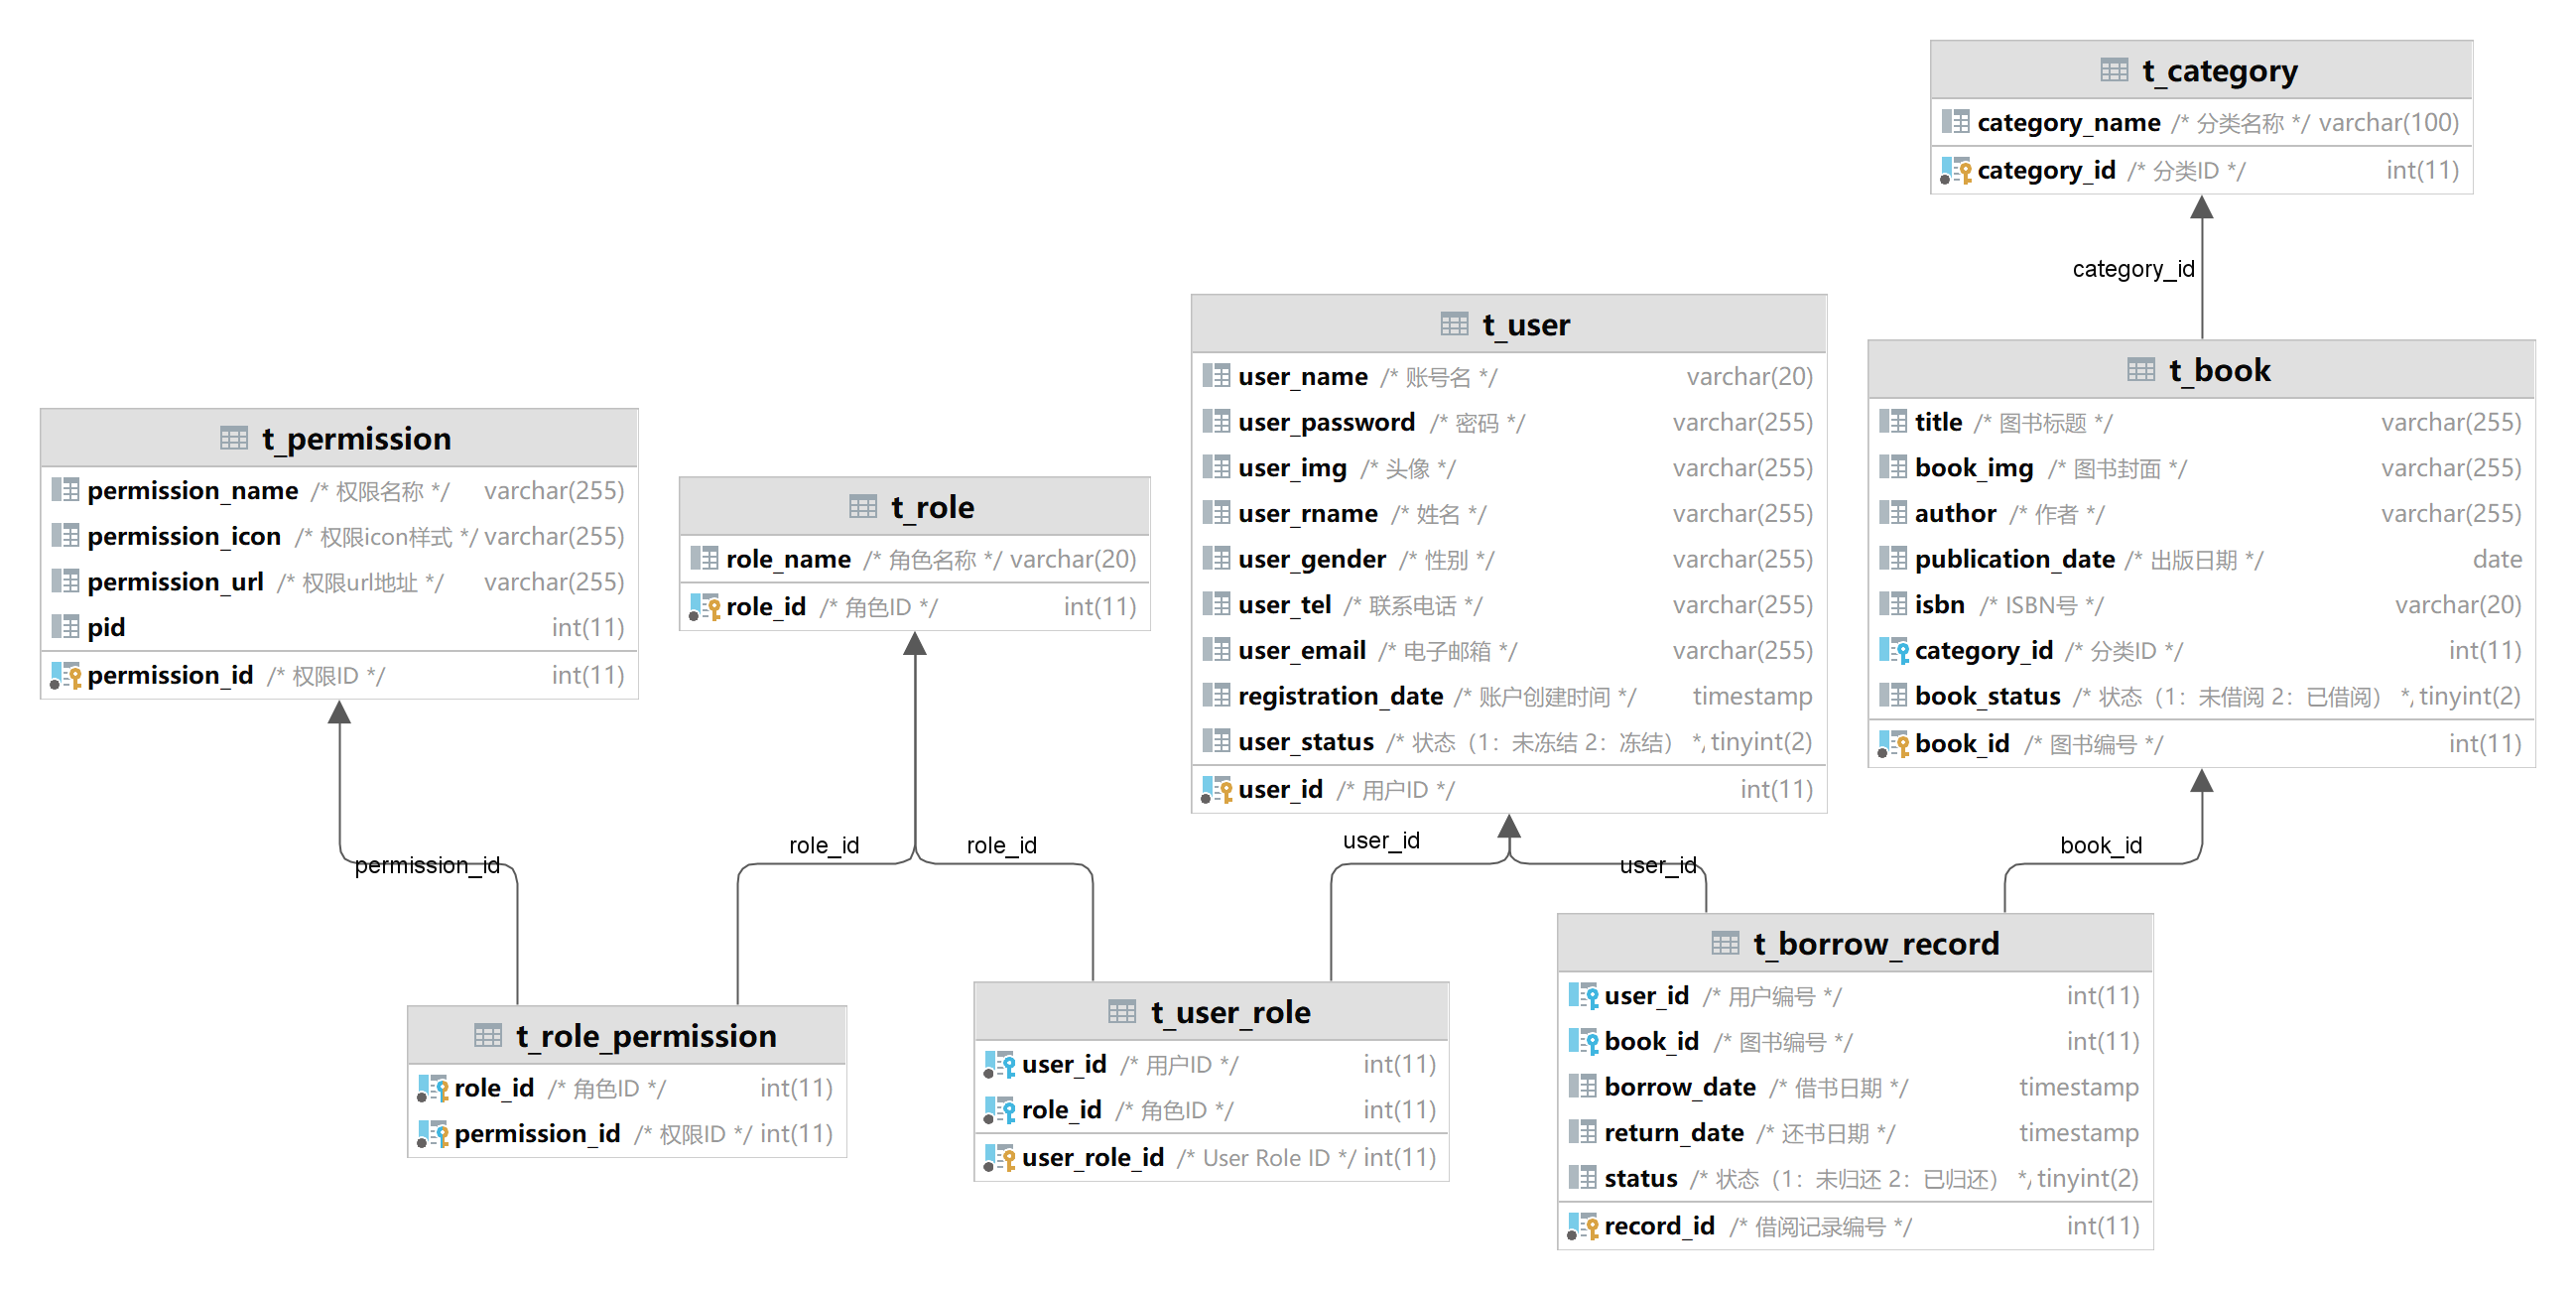 t_category
category_name /* 分类名称 */ varchar(100)
category_id /* 分类ID */ int(11)
category_id
t_user
user_name /* 账号名 */ varchar(20)
user_password /* 密码 */ varchar(255)
user_img /* 头像 */ varchar(255)
user_rname /* 姓名 */ varchar(255)
user_gender /* 性别 */ varchar(255)
user_tel /* 联系电话 */ varchar(255)
user_email /* 电子邮箱 */ varchar(255)
registration_date /* 账户创建时间 */ timestamp
user_status /* 状态（1：未冻结 2：冻结） */ tinyint(2)
user_id /* 用户ID */ int(11)
t_book
title /* 图书标题 */ varchar(255)
book_img /* 图书封面 */ varchar(255)
author /* 作者 */ varchar(255)
publication_date /* 出版日期 */ date
isbn /* ISBN号 */ varchar(20)
category_id /* 分类ID */ int(11)
book_status /* 状态（1：未借阅 2：已借阅） */ tinyint(2)
book_id /* 图书编号 */ int(11)
t_permission
permission_name /* 权限名称 */ varchar(255)
permission_icon /* 权限icon样式 */ varchar(255)
permission_url /* 权限url地址 */ varchar(255)
pid int(11)
permission_id /* 权限ID */ int(11)
t_role
role_name /* 角色名称 */ varchar(20)
role_id /* 角色ID */ int(11)
permission_id
role_id
role_id
user_id
user_id
book_id
t_role_permission
role_id /* 角色ID */ int(11)
permission_id /* 权限ID */ int(11)
t_user_role
user_id /* 用户ID */ int(11)
role_id /* 角色ID */ int(11)
user_role_id /* User Role ID */ int(11)
t_borrow_record
user_id /* 用户编号 */ int(11)
book_id /* 图书编号 */ int(11)
borrow_date /* 借书日期 */ timestamp
return_date /* 还书日期 */ timestamp
status /* 状态（1：未归还 2：已归还） */ tinyint(2)
record_id /* 借阅记录编号 */ int(11)